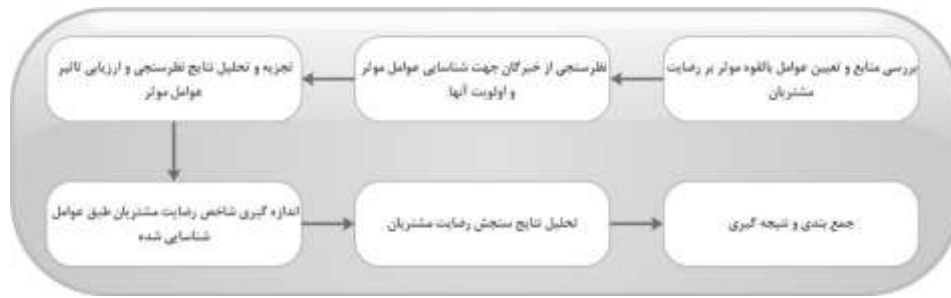 بررسی منابع و تعیین عوامل بالقوه موثر بر رضایت
مشتریان
نظرسنجی از خبرگان جهت شناسایی عوامل موثر
و اولویت آنها
تجزیه و تحلیل نتایج نظرسنجی و ارزیابی تاثیر
عوامل موثر
اندازه گیری شاخص رضایت مشتریان طبق عوامل
شناسایی شده
تحلیل نتایج سنجش رضایت مشتریان
جمع بندی و نتیجه گیری